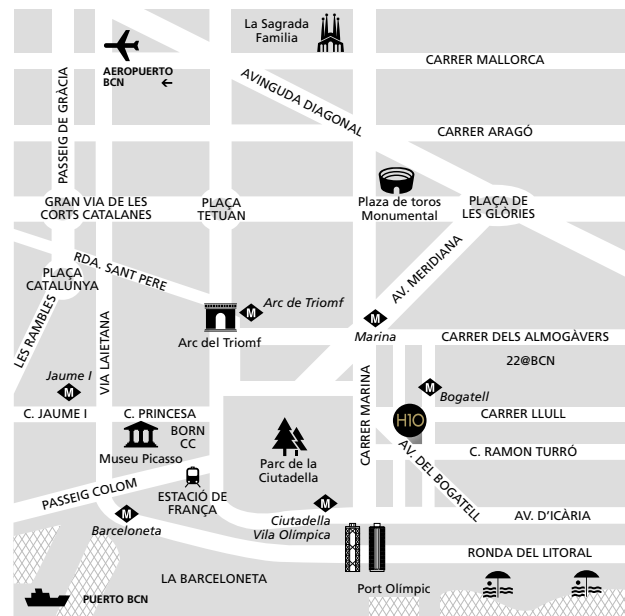 La Sagrada
Familia
AEROPUERTO
BCN
CARRER MALLORCA
PASSEIG DE GRÀCIA
AVINGUDA DIAGONAL
CARRER ARAGÓ
GRAN VIA DE LES
CORTS CATALANES
PLAÇA
TETUAN
Plaza de toros
Monumental
PLAÇA DE
LES GLÒRIES
RDA. SANT PERE
PLAÇA
CATALUNYA
AV. MERIDIANA
LES RAMBLES
VIA LAIETANA
M
Arc de Triomf
Arc del Triomf
M
Marina
CARRER DELS ALMOGÀVERS
22@BCN
Jaume I
M
CARRER MARINA
M
Bogatell
C. JAUME I
C. PRINCESA
H10
CARRER LLULL
BORN
CC
Museu Picasso
Parc de la
Ciutadella
AV. DEL BOGATELL
C. RAMON TURRÓ
PASSEIG COLOM
ESTACIÓ DE
FRANÇA
M
Barceloneta
M
Ciutadella
Vila Olímpica
AV. D'ICÀRIA
RONDA DEL LITORAL
LA BARCELONETA
Port Olímpic
PUERTO BCN